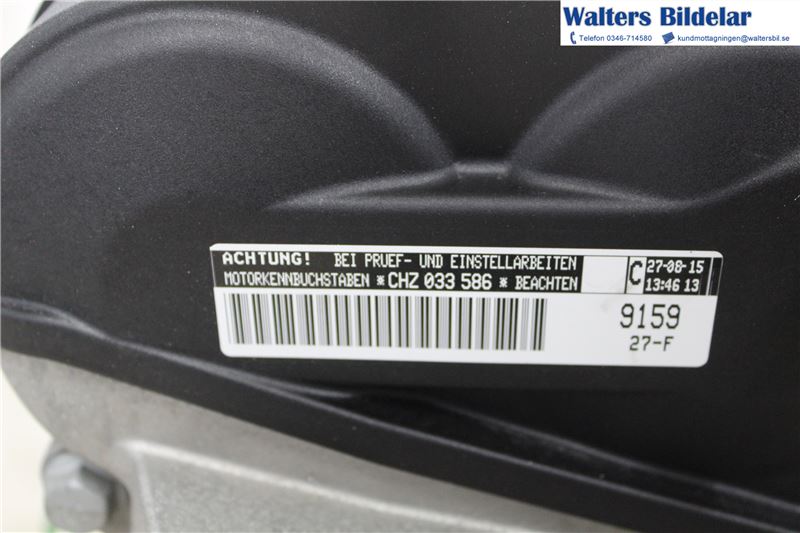 Walters Bildelar
Telefon 0346-714580 kundmottagningen@waltersbil.se
ACHTUNG! BEI PRUEF- UND EINSTELLARBEITEN
MOTORKENNBUCHSTABEN *CHZ 033 586* BEACHTEN
C 27-08-15
13:46 13
9159
27-F